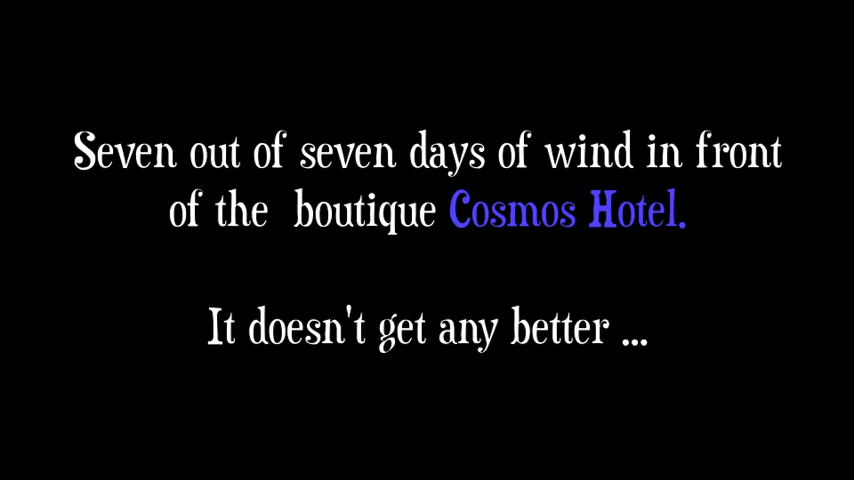 Seven out of seven days of wind in front
of the boutique Cosmos Hotel.
It doesn't get any better ...